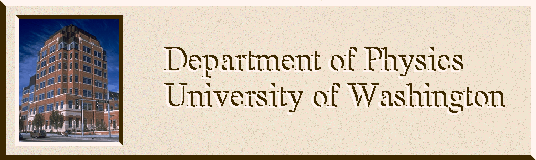 Department of Physics
University of Washington